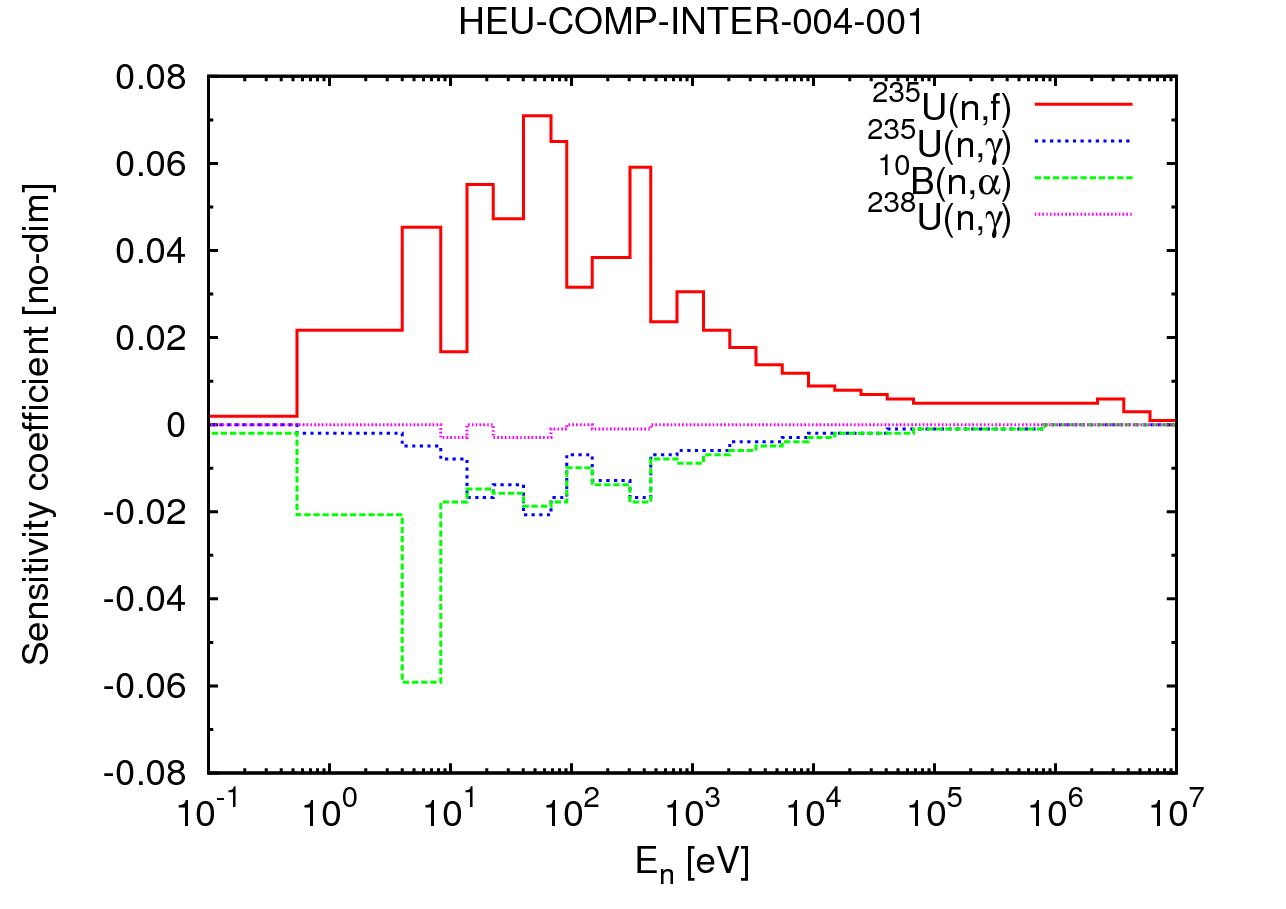 HEU-COMP-INTER-004-001
Sensitivity coefficient [no-dim]
0.08
0.06
0.04
0.02
0
-0.02
-0.04
-0.06
-0.08
²³⁵U(n,f)
²³⁵U(n,γ)
¹⁰B(n,α)
²³⁸U(n,γ)
10⁻¹ 10⁰ 10¹ 10² 10³ 10⁴ 10⁵ 10⁶ 10⁷
Eₙ [eV]